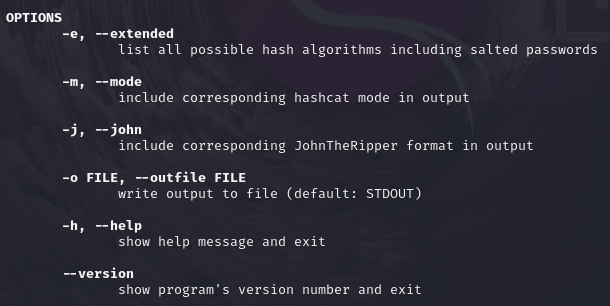 OPTIONS
-e, --extended
list all possible hash algorithms including salted passwords
-m, --mode
include corresponding hashcat mode in output
-j, --john
include corresponding JohnTheRipper format in output
-o FILE, --outfile FILE
write output to file (default: STDOUT)
-h, --help
show help message and exit
--version
show program's version number and exit